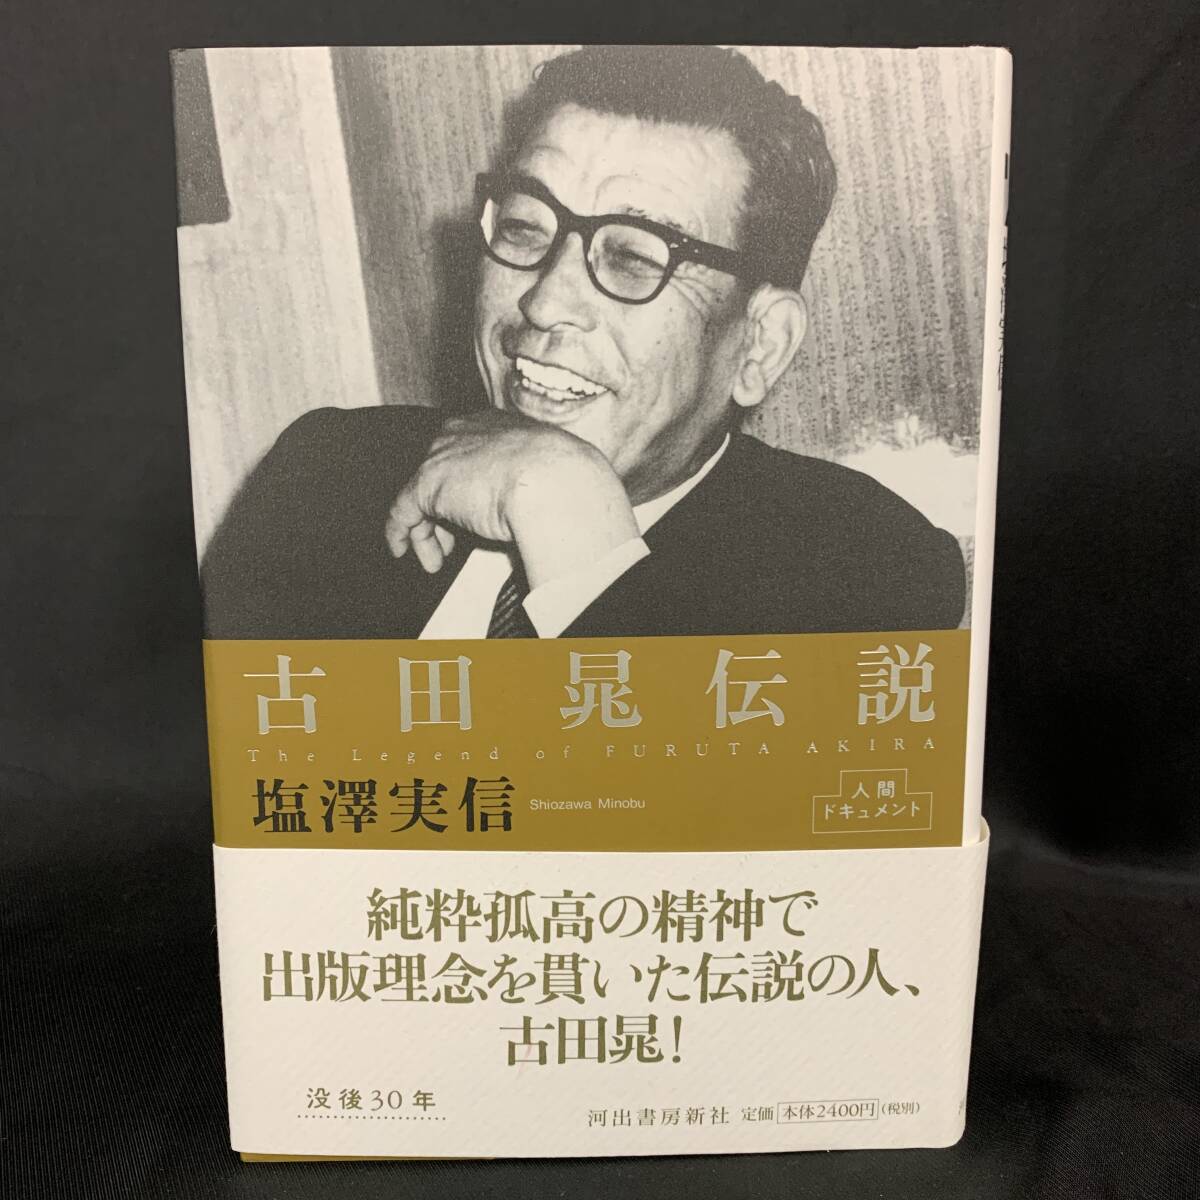 古田晁伝説
The Legend of FURUTA AKIRA
塩澤実信
Shiozawa Minobu
人間
ドキュメント
純粋孤高の精神で
出版理念を貫いた伝説の人、
古田晁!
没後30年
河出書房新社 定価 本体2400円(税別)